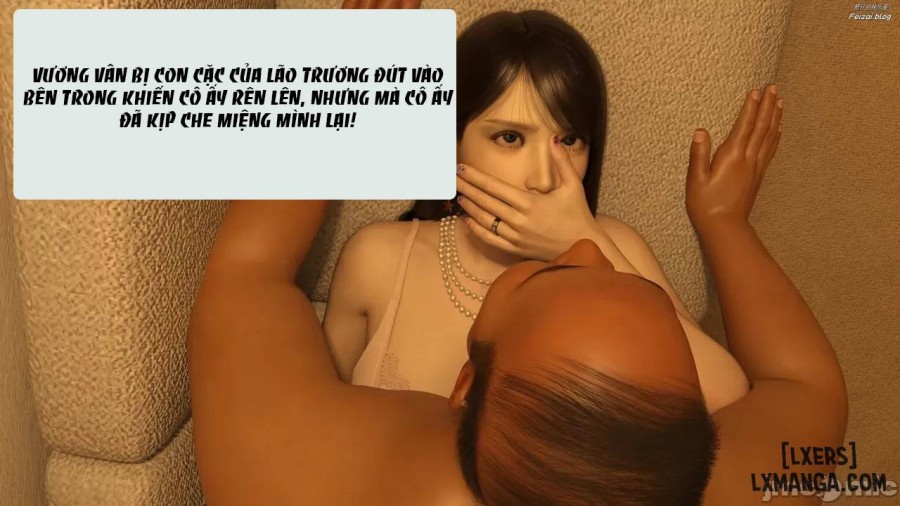 Feizai.blog
VƯƠNG VÂN BỊ CON CẶC CỦA LÃO TRƯƠNG ĐÚT VÀO
BÊN TRONG KHIẾN CÔ ẤY RÊN LÊN, NHƯNG MÀ CÔ ẤY
ĐÃ KỊP CHE MIỆNG MÌNH LẠI!
[LXERS]
LXMANGA.COM